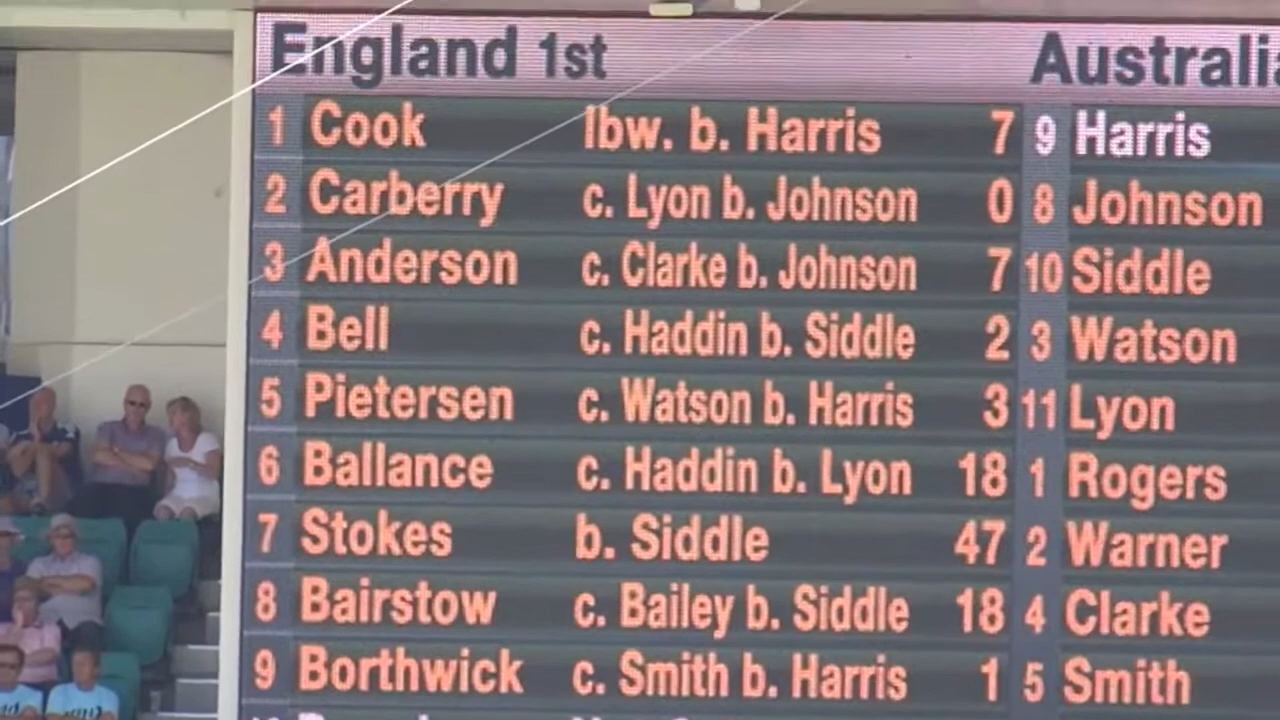 England 1st Australi
1 Cook lbw. b. Harris 7 9 Harris
2 Carberry c. Lyon b. Johnson 0 8 Johnson
3 Anderson c. Clarke b. Johnson 7 10 Siddle
4 Bell c. Haddin b. Siddle 2 3 Watson
5 Pietersen c. Watson b. Harris 3 11 Lyon
6 Ballance c. Haddin b. Lyon 18 1 Rogers
7 Stokes b. Siddle 47 2 Warner
8 Bairstow c. Bailey b. Siddle 18 4 Clarke
9 Borthwick c. Smith b. Harris 1 5 Smith